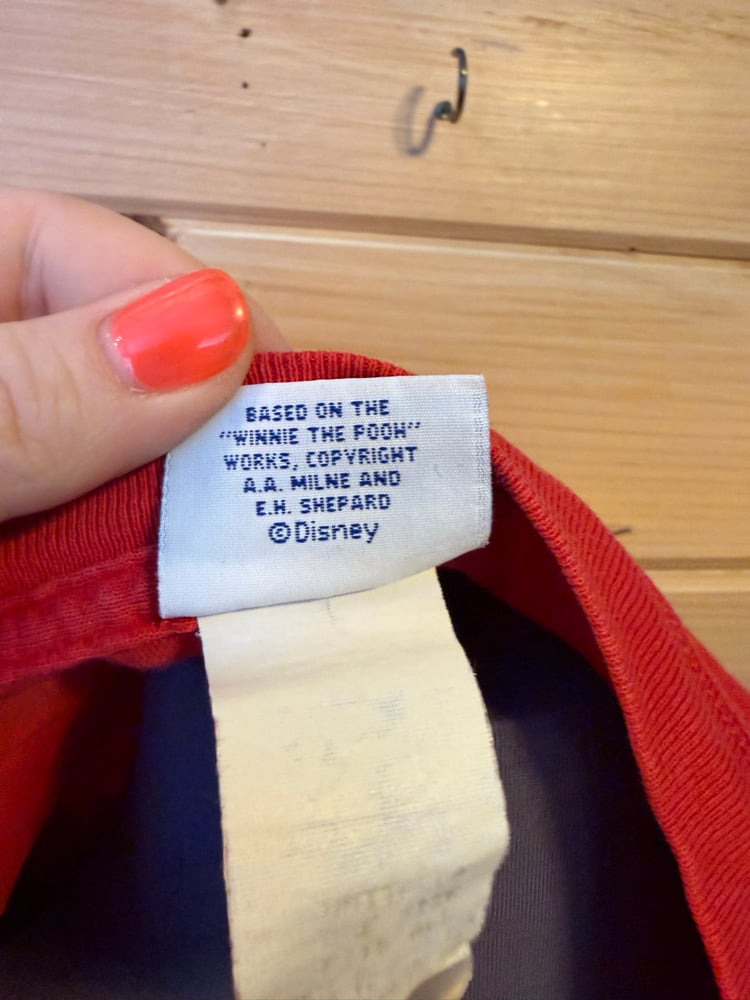 BASED ON THE
"WINNIE THE POOH"
WORKS, COPYRIGHT
A.A. MILNE AND
E.H. SHEPARD
©Disney